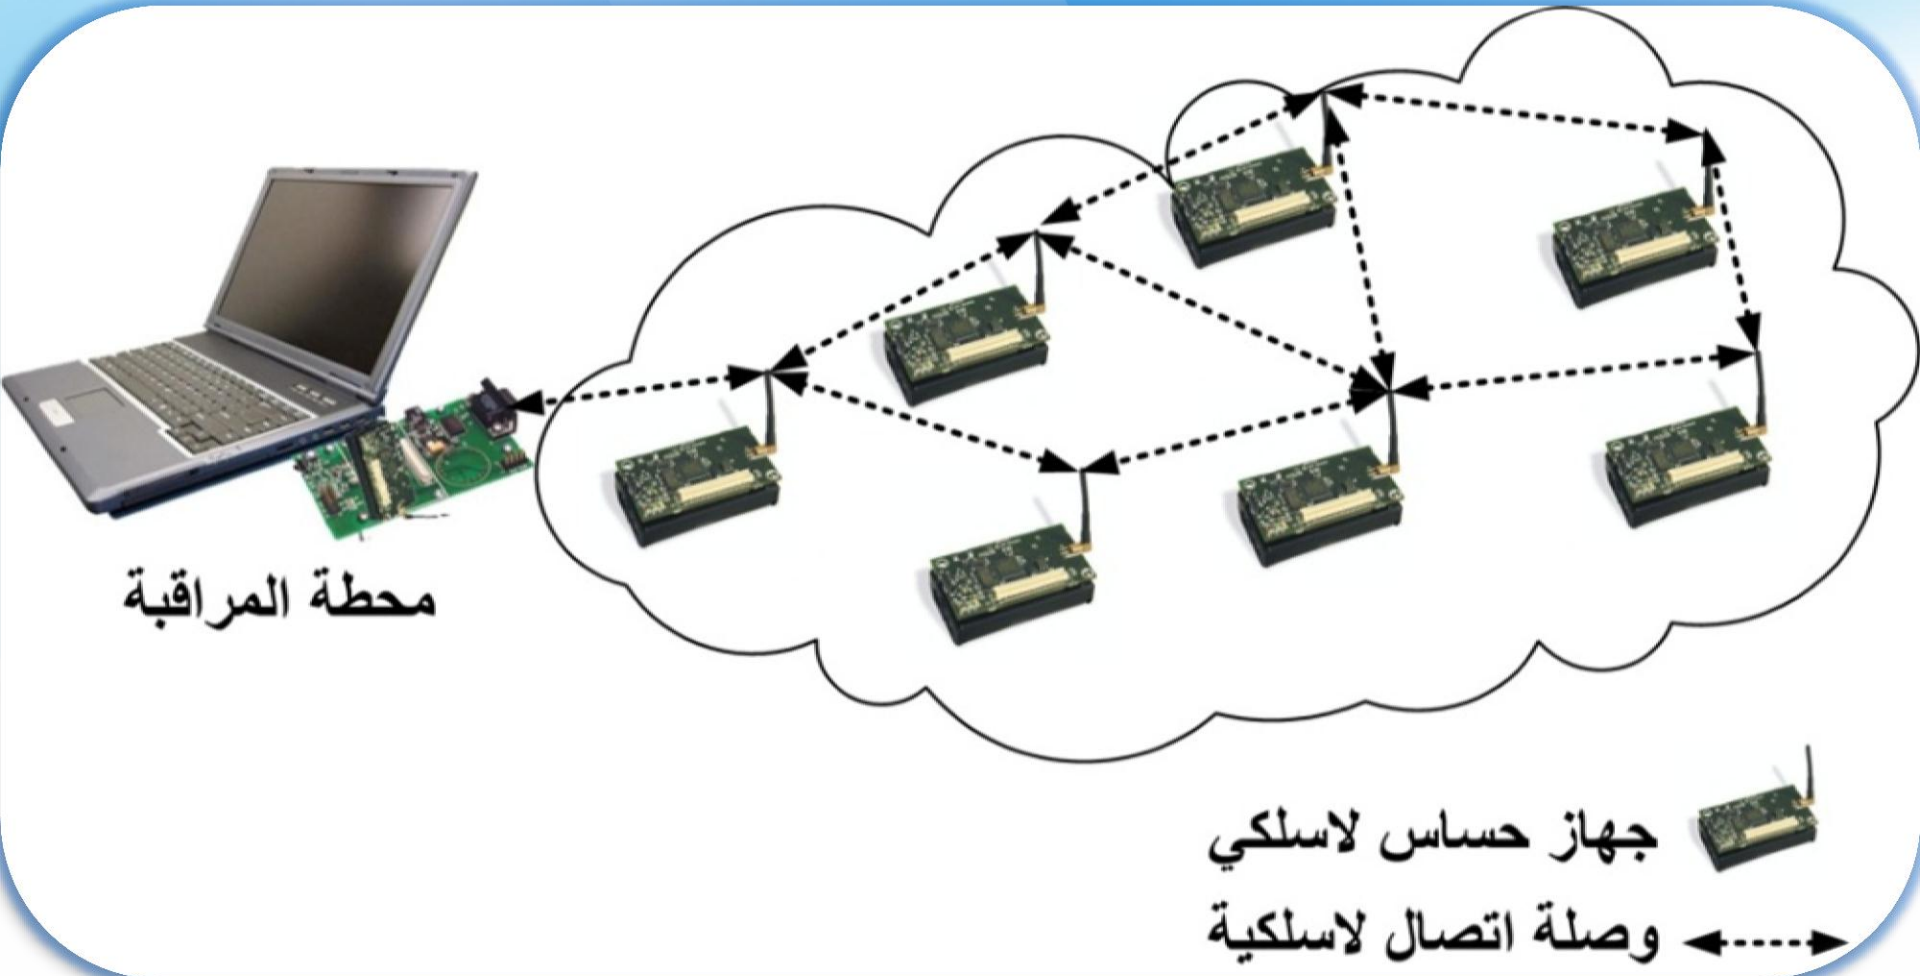 محطة المراقبة
جهاز حساس لاسلكي
وصلة اتصال لاسلكية